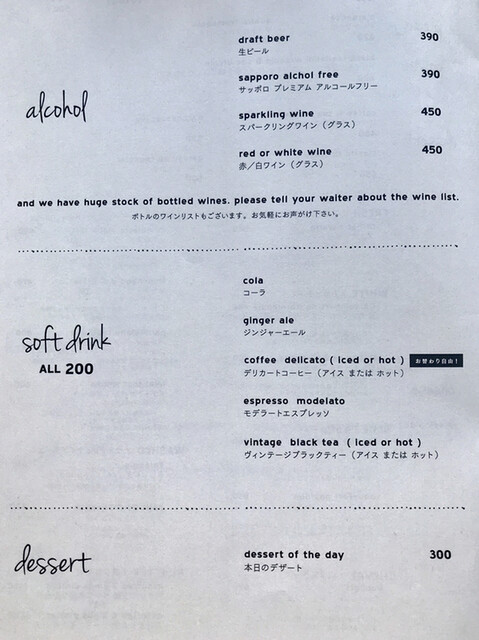 alcohol
draft beer 390
生ビール
sapporo alchol free 390
サッポロ プレミアム アルコールフリー
sparkling wine 450
スパークリングワイン（グラス）
red or white wine 450
赤／白ワイン（グラス）
and we have huge stock of bottled wines. please tell your waiter about the wine list.
ボトルのワインリストもございます。お気軽にお声がけ下さい。
soft drink
ALL 200
cola
コーラ
ginger ale
ジンジャーエール
coffee delicato ( iced or hot ) お替わり自由！
デリカートコーヒー（アイス または ホット）
espresso modelato
モデラートエスプレッソ
vintage black tea ( iced or hot )
ヴィンテージブラックティー（アイス または ホット）
dessert
dessert of the day 300
本日のデザート